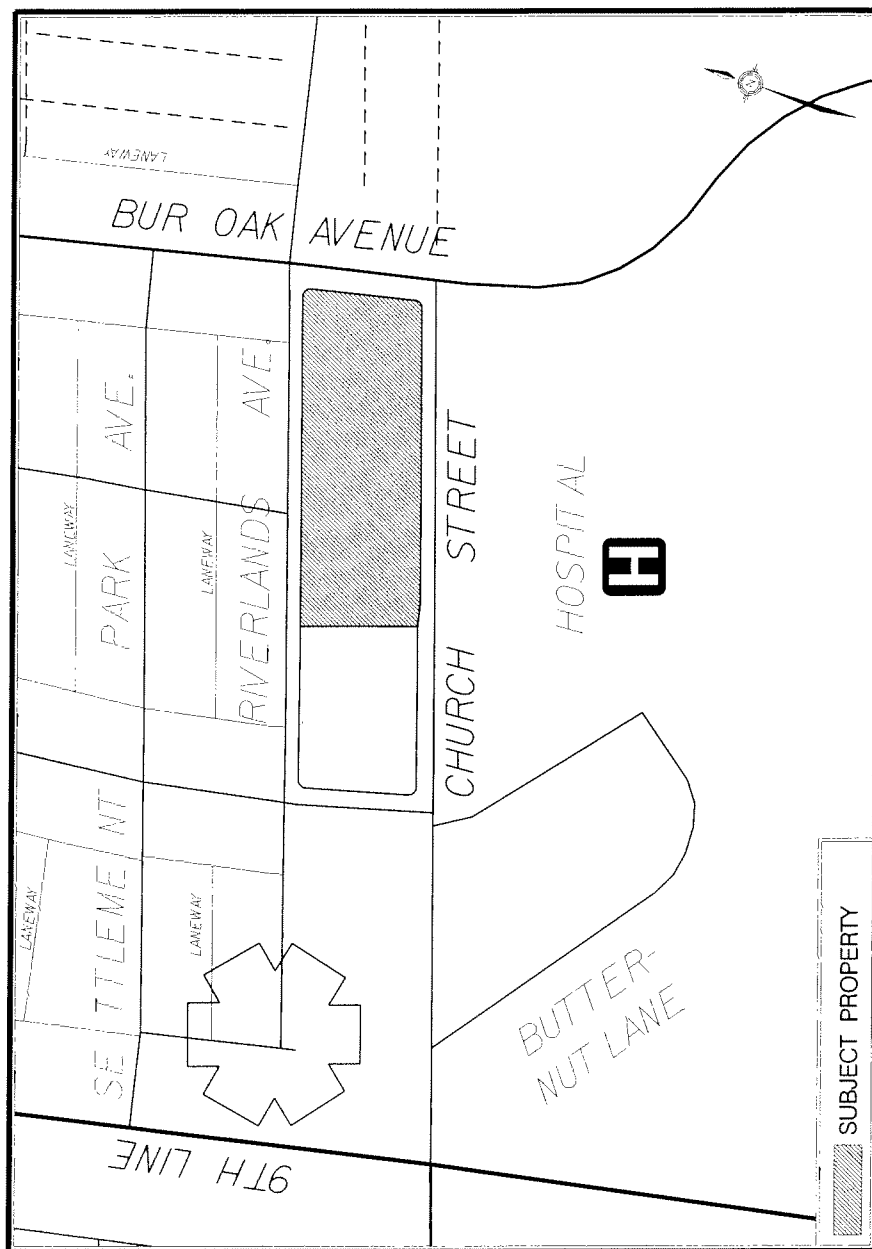 LANEWAY
BUR OAK AVENUE
N
LANEWAY
PARK AVE.
LANEWAY
RIVERLANDS AVE.
CHURCH STREET
HOSPITAL
H
LANEWAY
SETTLEMENT
LANEWAY
BUTTER-
NUT LANE
9TH LINE
SUBJECT PROPERTY